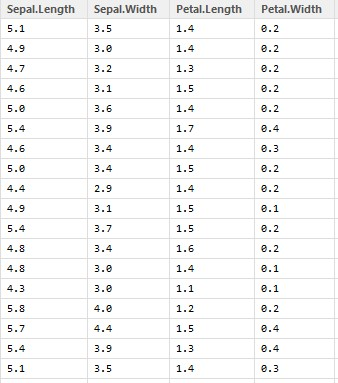 Sepal.Length Sepal.Width Petal.Length Petal.Width
5.1 3.5 1.4 0.2
4.9 3.0 1.4 0.2
4.7 3.2 1.3 0.2
4.6 3.1 1.5 0.2
5.0 3.6 1.4 0.2
5.4 3.9 1.7 0.4
4.6 3.4 1.4 0.3
5.0 3.4 1.5 0.2
4.4 2.9 1.4 0.2
4.9 3.1 1.5 0.1
5.4 3.7 1.5 0.2
4.8 3.4 1.6 0.2
4.8 3.0 1.4 0.1
4.3 3.0 1.1 0.1
5.8 4.0 1.2 0.2
5.7 4.4 1.5 0.4
5.4 3.9 1.3 0.4
5.1 3.5 1.4 0.3